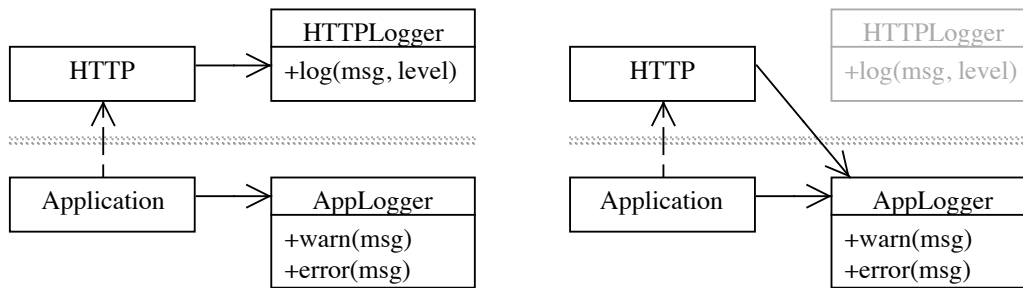 HTTPLogger
HTTP
+log(msg, level)
Application
AppLogger
+warn(msg)
+error(msg)
HTTPLogger
HTTP
+log(msg, level)
Application
AppLogger
+warn(msg)
+error(msg)